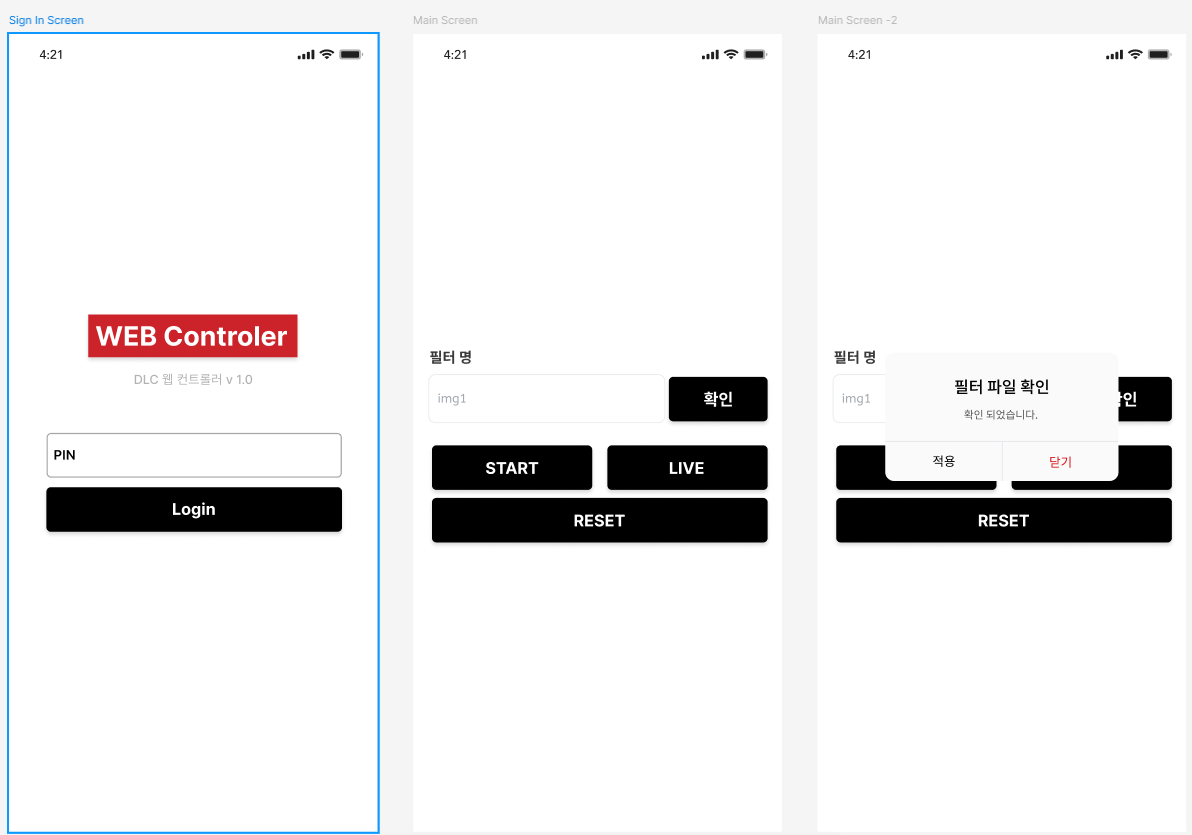 Sign In Screen
4:21
WEB Controler
DLC 웹 컨트롤러 v 1.0
PIN
Login
Main Screen
4:21
필터 명
img1
확인
START
LIVE
RESET
Main Screen -2
4:21
필터 명
img1
인
필터 파일 확인
확인 되었습니다.
적용
닫기
RESET